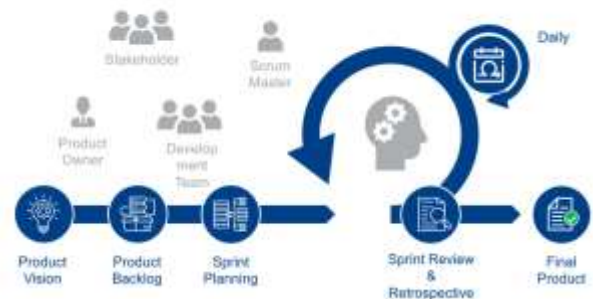 Daily
Stakeholder
Scrum
Master
Product
Owner
Develop
ment
Team
Product
Vision
Product
Backlog
Sprint
Planning
Sprint Review
&
Retrospective
Final
Product